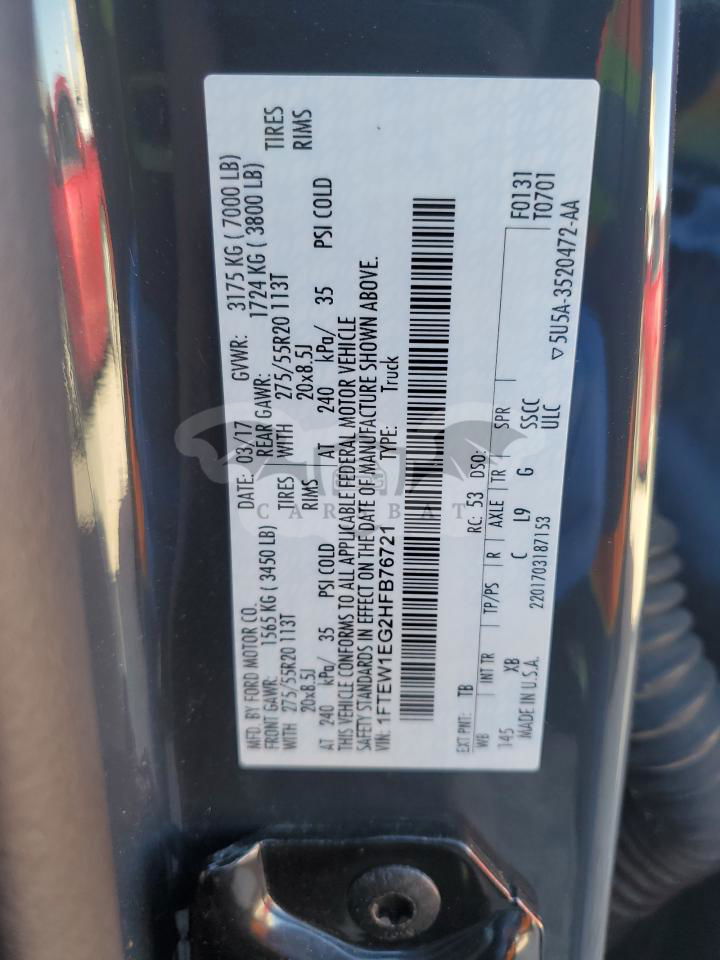 MFD. BY FORD MOTOR CO. DATE: 03/17 GVWR: 3175 KG ( 7000 LB)
FRONT GAWR: 1565 KG ( 3450 LB) REAR GAWR: 1724 KG ( 3800 LB)
WITH 275/55R20 113T TIRES WITH 275/55R20 113T TIRES
20x8.5J RIMS 20x8.5J RIMS
AT 240 kPa/ 35 PSI COLD AT 240 kPa/ 35 PSI COLD
THIS VEHICLE CONFORMS TO ALL APPLICABLE FEDERAL MOTOR VEHICLE
SAFETY STANDARDS IN EFFECT ON THE DATE OF MANUFACTURE SHOWN ABOVE.
VIN: 1FTEW1EG2HFB76721 TYPE: Truck
EXT PNT: TB RC: 53 DSO:
WB INT TR TP/PS R AXLE TR SPR F0131
145 XB C L9 G SSCC T0701
MADE IN U.S.A. 2201703187153 ULC
▽5U5A-3520472-AA
CAR BAT